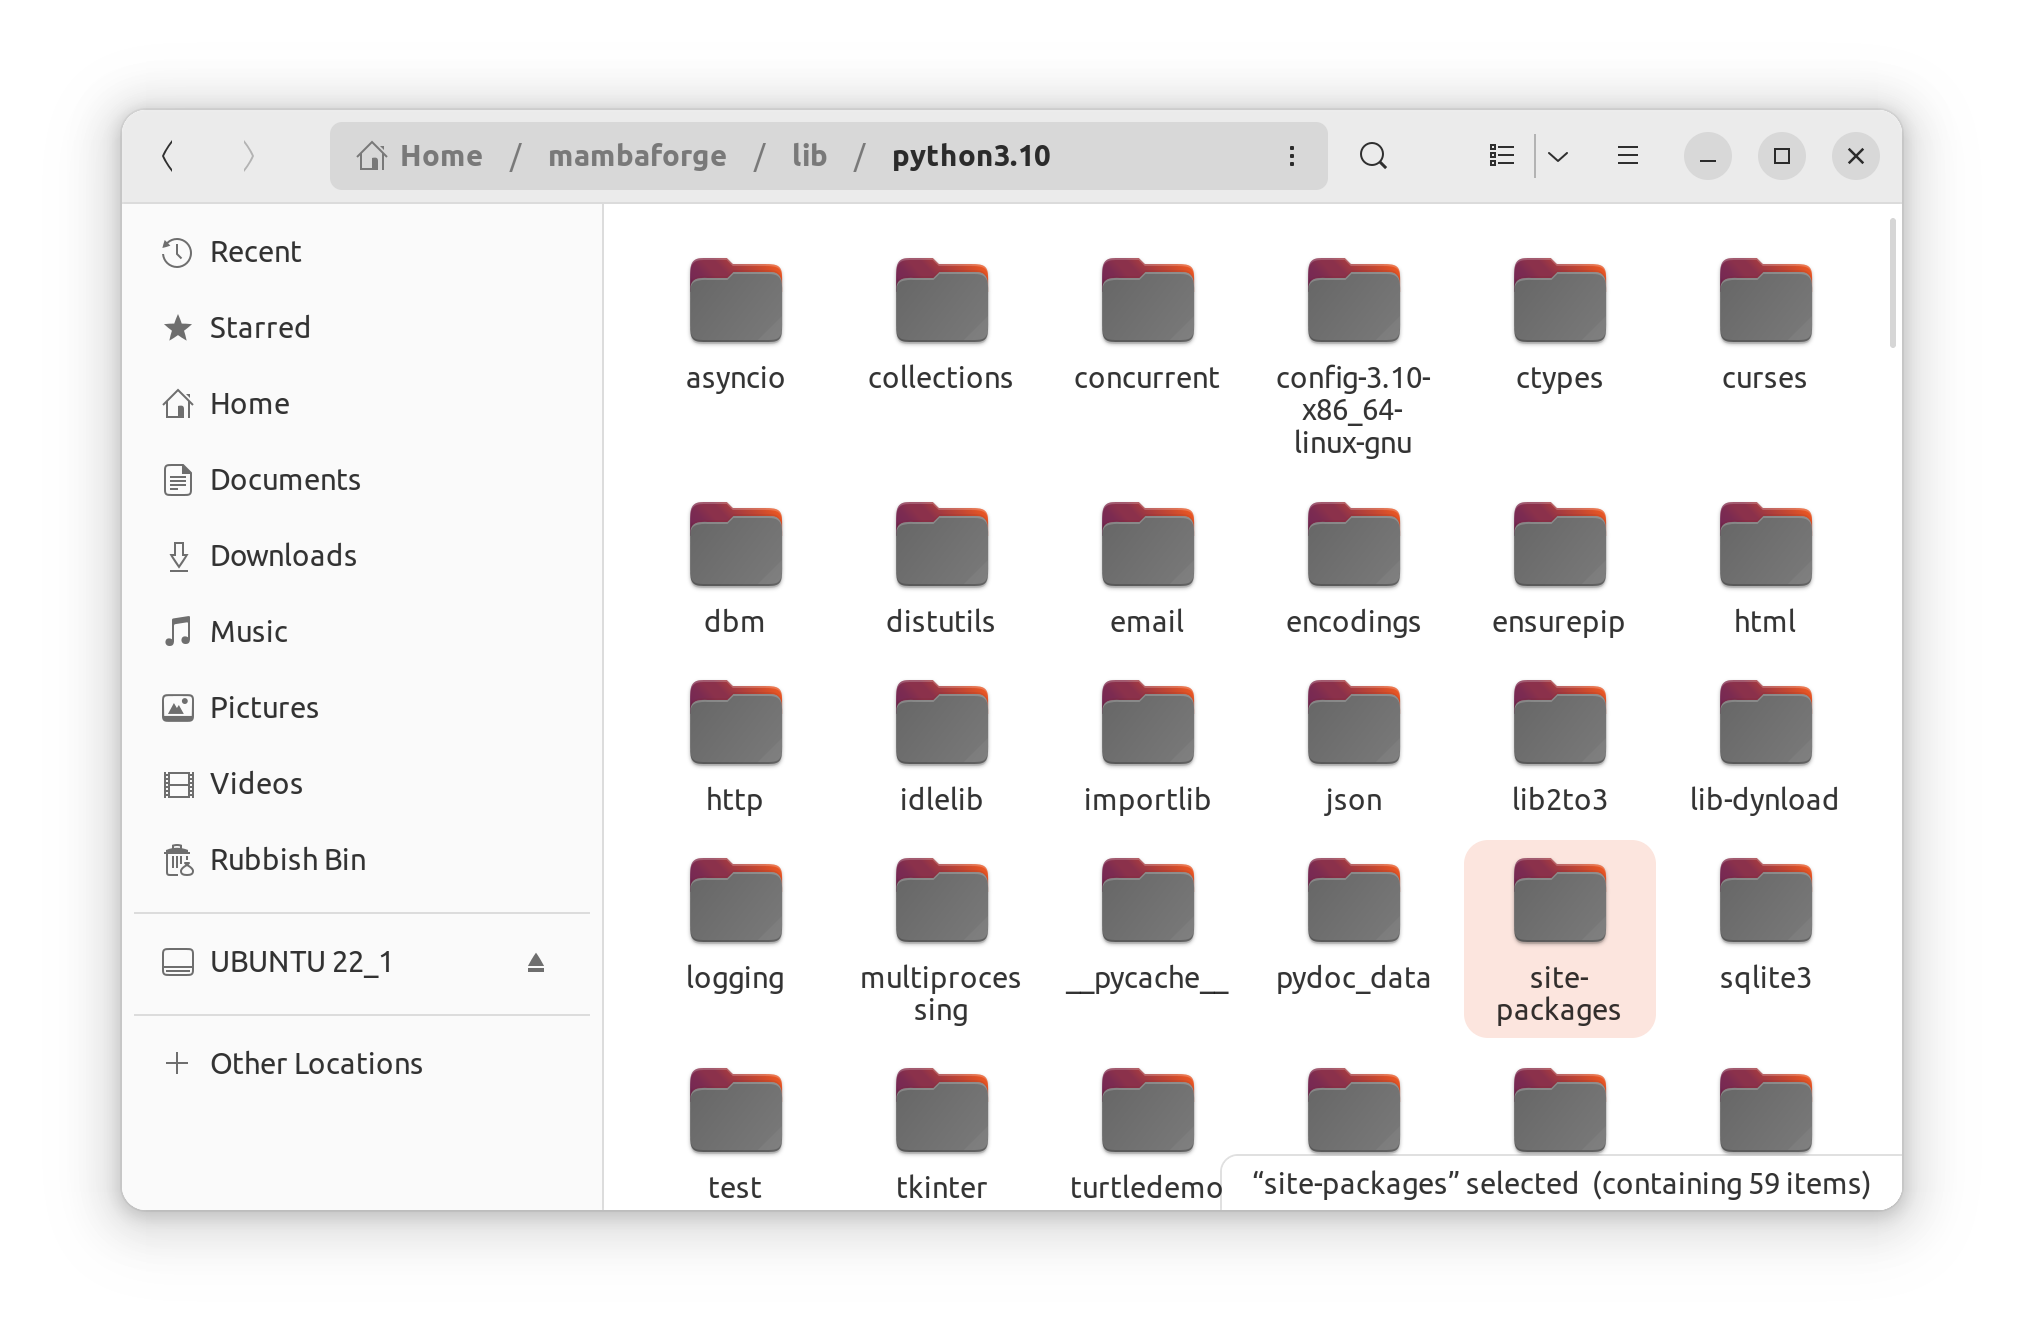 Home / mambaforge / lib / python3.10
Recent
Starred
Home
Documents
Downloads
Music
Pictures
Videos
Rubbish Bin
UBUNTU 22_1
Other Locations
asyncio
collections
concurrent
config-3.10-
x86_64-
linux-gnu
ctypes
curses
dbm
distutils
email
encodings
ensurepip
html
http
idlelib
importlib
json
lib2to3
lib-dynload
logging
multiproces
sing
__pycache__
pydoc_data
site-
packages
sqlite3
test
tkinter
turtledemo
“site-packages” selected (containing 59 items)